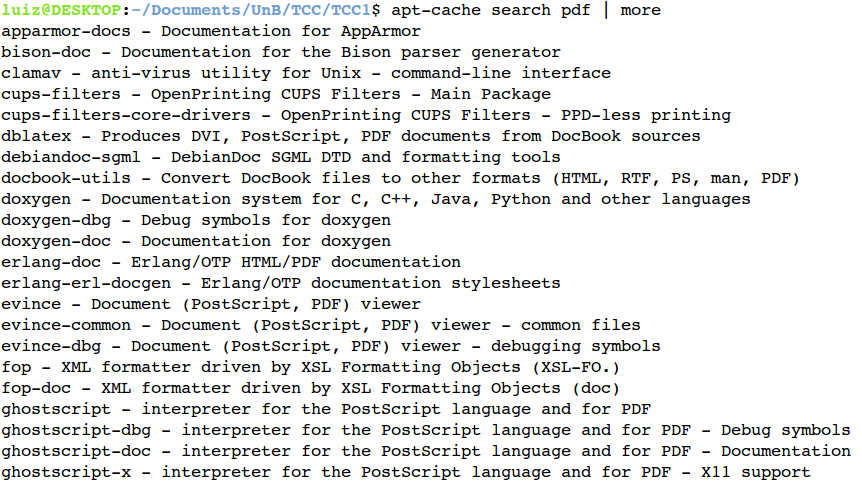 luiz@DESKTOP:~/Documents/UnB/TCC/TCC1$ apt-cache search pdf | more
apparmor-docs - Documentation for AppArmor
bison-doc - Documentation for the Bison parser generator
clamav - anti-virus utility for Unix - command-line interface
cups-filters - OpenPrinting CUPS Filters - Main Package
cups-filters-core-drivers - OpenPrinting CUPS Filters - PPD-less printing
dblatex - Produces DVI, PostScript, PDF documents from DocBook sources
debiandoc-sgml - DebianDoc SGML DTD and formatting tools
docbook-utils - Convert DocBook files to other formats (HTML, RTF, PS, man, PDF)
doxygen - Documentation system for C, C++, Java, Python and other languages
doxygen-dbg - Debug symbols for doxygen
doxygen-doc - Documentation for doxygen
erlang-doc - Erlang/OTP HTML/PDF documentation
erlang-erl-docgen - Erlang/OTP documentation stylesheets
evince - Document (PostScript, PDF) viewer
evince-common - Document (PostScript, PDF) viewer - common files
evince-dbg - Document (PostScript, PDF) viewer - debugging symbols
fop - XML formatter driven by XSL Formatting Objects (XSL-FO.)
fop-doc - XML formatter driven by XSL Formatting Objects (doc)
ghostscript - interpreter for the PostScript language and for PDF
ghostscript-dbg - interpreter for the PostScript language and for PDF - Debug symbols
ghostscript-doc - interpreter for the PostScript language and for PDF - Documentation
ghostscript-x - interpreter for the PostScript language and for PDF - X11 support